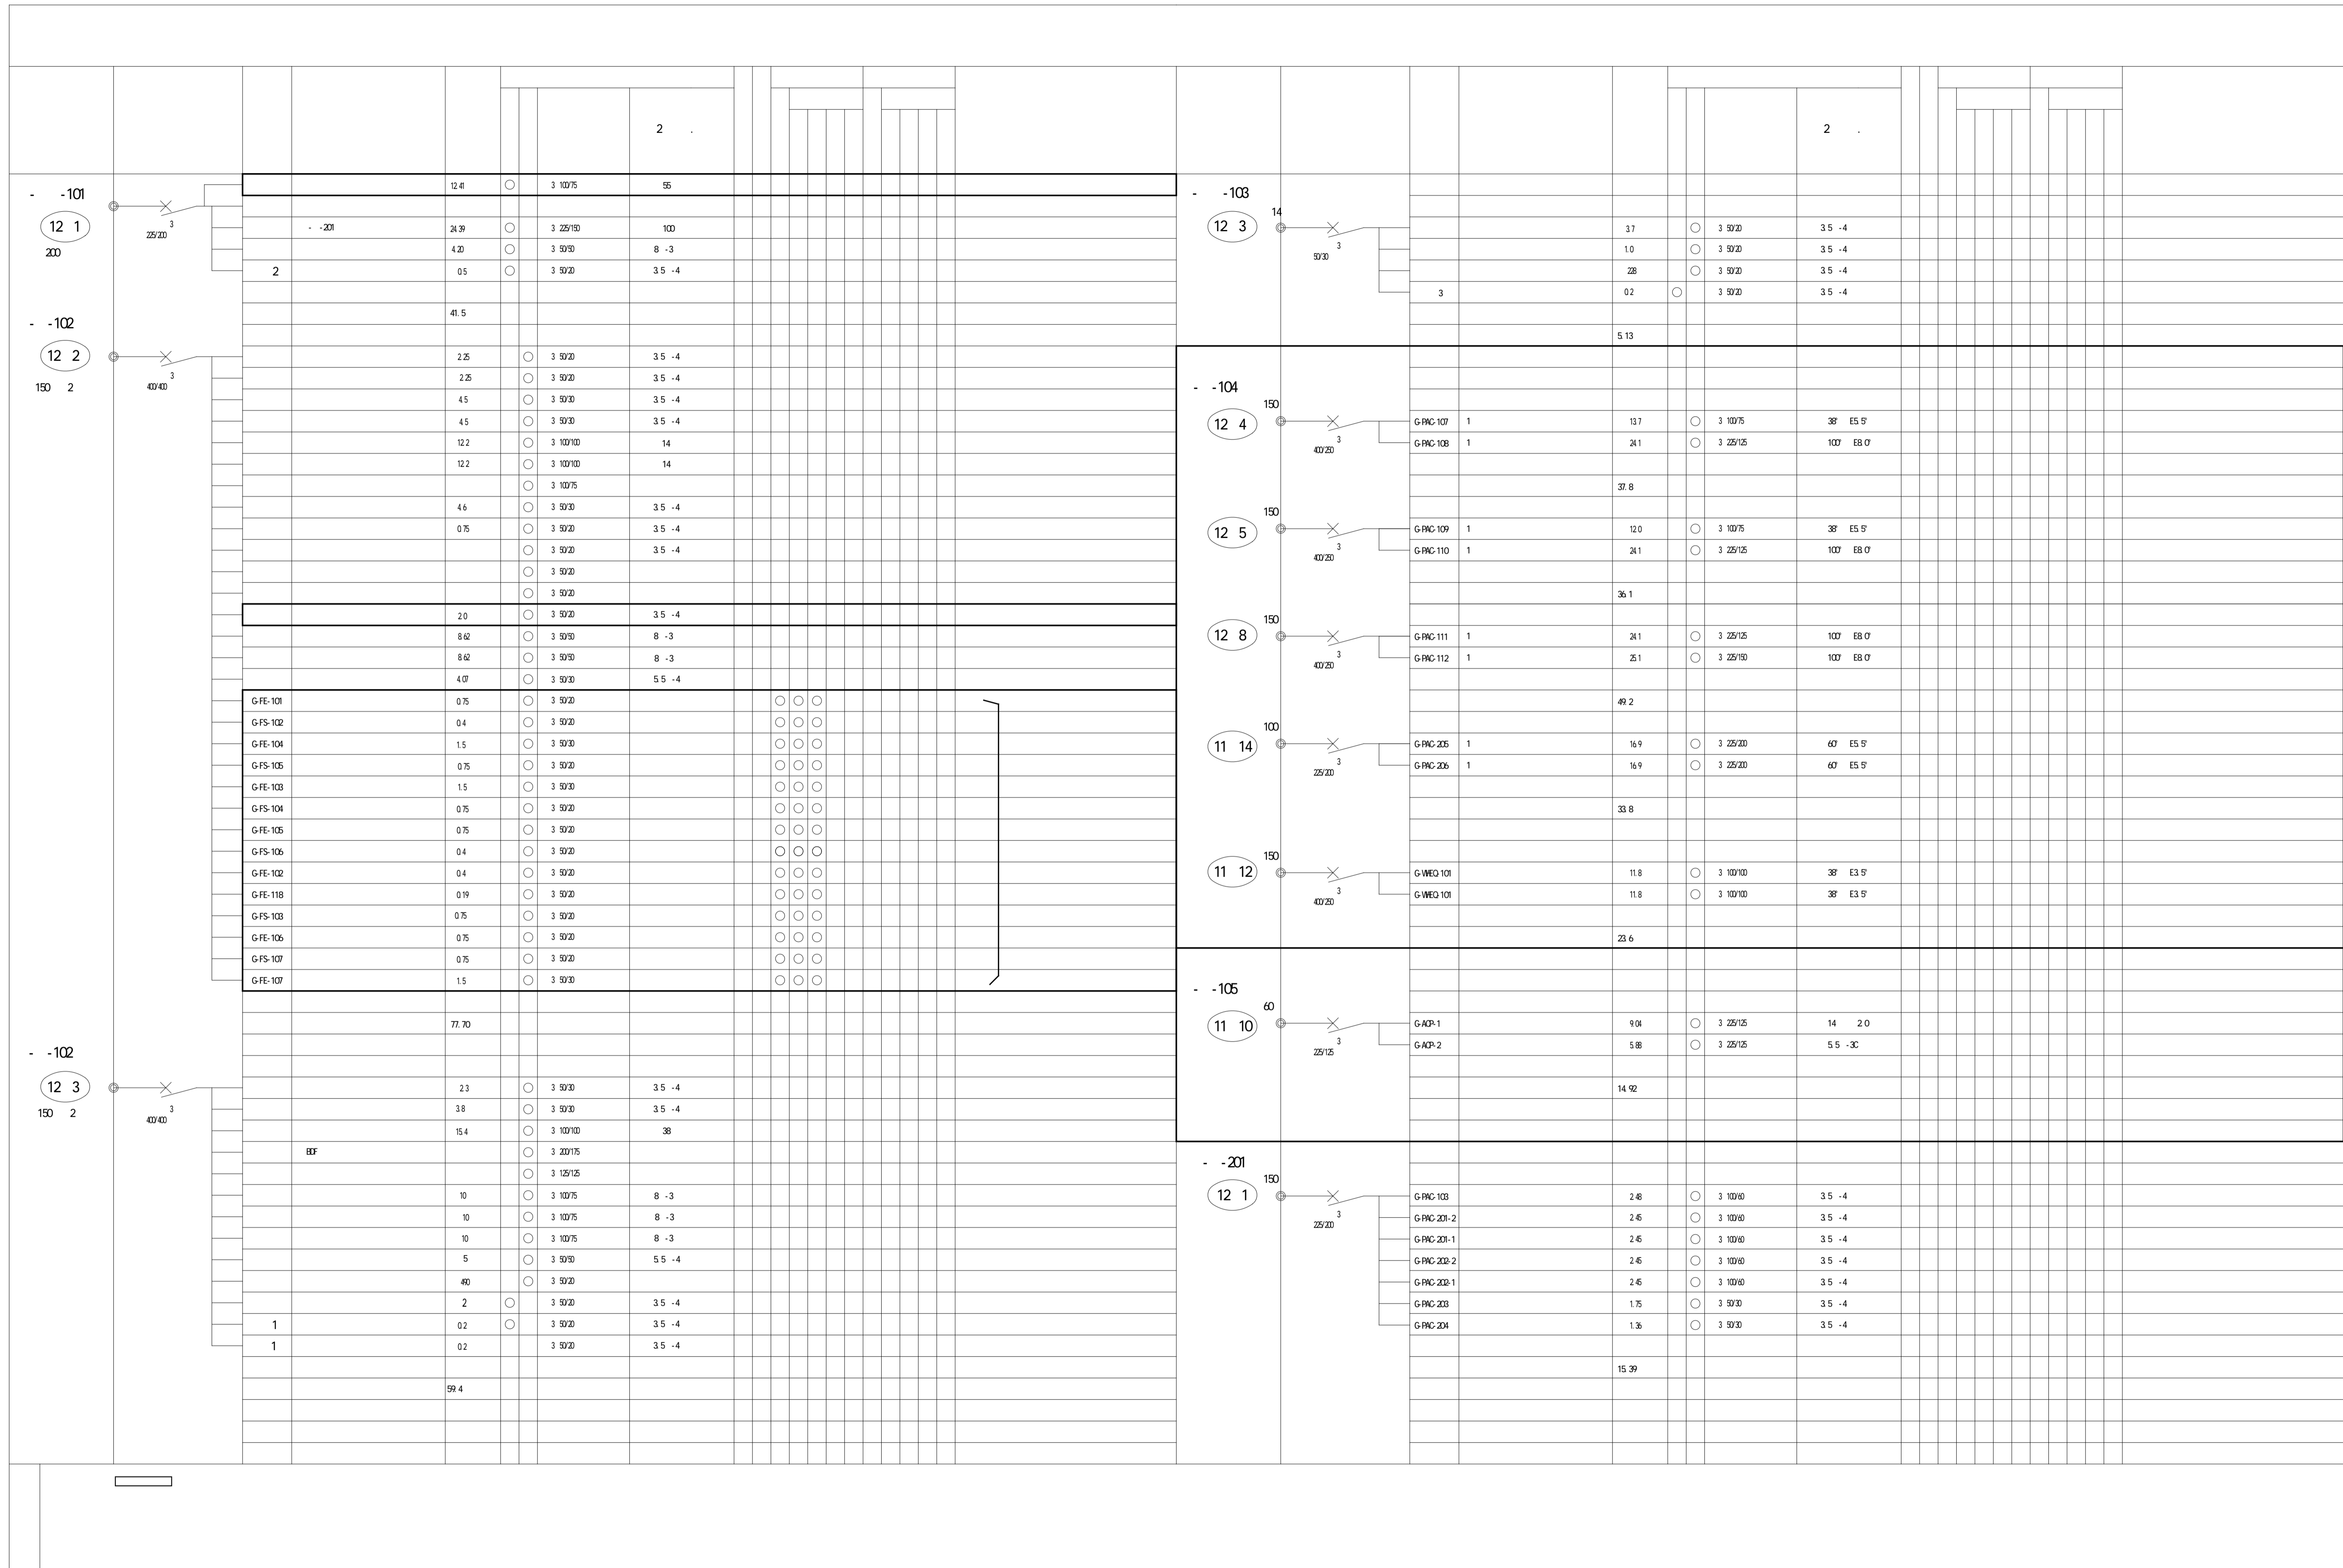 2 .
- -101
12 41 3 100/75 55
12 1
3
225/200
200
- -201 24 39 3 225/150 100
4.20 3 50/50 8 -3
2 0.5 3 50/20 3.5 -4
41.5
- -102
12 2
150 2
3
400/400
2.25 3 50/20 3.5 -4
2.25 3 50/20 3.5 -4
4.5 3 50/30 3.5 -4
4.5 3 50/30 3.5 -4
12.2 3 100/100 14
12.2 3 100/100 14
3 100/75
4.6 3 50/30 3.5 -4
0.75 3 50/20 3.5 -4
3 50/20 3.5 -4
3 50/20
3 50/20
2.0 3 50/20 3.5 -4
8.62 3 50/50 8 -3
8.62 3 50/50 8 -3
4.07 3 50/30 5.5 -4
G-FE-101 0.75 3 50/20
G-FS-102 0.4 3 50/20
G-FE-104 1.5 3 50/30
G-FS-105 0.75 3 50/20
G-FE-103 1.5 3 50/30
G-FS-104 0.75 3 50/20
G-FE-105 0.75 3 50/20
G-FS-106 0.4 3 50/20
G-FE-102 0.4 3 50/20
G-FE-118 0.19 3 50/20
G-FS-103 0.75 3 50/20
G-FE-106 0.75 3 50/20
G-FS-107 0.75 3 50/20
G-FE-107 1.5 3 50/30
77.70
- -102
12 3
150 2
3
400/400
2.3 3 50/30 3.5 -4
3.8 3 50/30 3.5 -4
15.4 3 100/100 38
3 200/175
3 125/125
10 3 100/75 8 -3
10 3 100/75 8 -3
10 3 100/75 8 -3
5 3 50/50 5.5 -4
490 3 50/20
2 3 50/20 3.5 -4
1 0.2 3 50/20 3.5 -4
1 0.2 3 50/20 3.5 -4
59.4
2 .
- -103
14
12 3
3
50/30
3.7 3 50/20 3.5 -4
1.0 3 50/20 3.5 -4
228 3 50/20 3.5 -4
3 0.2 3 50/20 3.5 -4
5.13
- -104
150
12 4
3
400/250
G-PAC-107 1 13.7 3 100/75 38° E5.5°
G-PAC-108 1 24.1 3 225/125 100° E8.0°
37.8
150
12 5
3
400/250
G-PAC-109 1 12.0 3 100/75 38° E5.5°
G-PAC-110 1 24.1 3 225/125 100° E8.0°
36.1
150
12 8
3
400/250
G-PAC-111 1 24.1 3 225/125 100° E8.0°
G-PAC-112 1 25.1 3 225/150 100° E8.0°
49.2
100
11 14
3
225/200
G-PAC-205 1 16.9 3 225/200 60° E5.5°
G-PAC-206 1 16.9 3 225/200 60° E5.5°
33.8
150
11 12
3
400/250
G-WHEQ-101 11.8 3 100/100 38° E3.5°
G-WHEQ-101 11.8 3 100/100 38° E3.5°
23.6
- -105
60
11 10
3
225/125
G-ACP-1 9.04 3 225/125 14 2.0
G-ACP-2 5.88 3 225/125 5.5 -3C
14.92
- -201
150
12 1
3
225/200
G-PAC-103 2.48 3 100/60 3.5 -4
G-PAC-201-2 2.45 3 100/60 3.5 -4
G-PAC-201-1 2.45 3 100/60 3.5 -4
G-PAC-202-2 2.45 3 100/60 3.5 -4
G-PAC-202-1 2.45 3 100/60 3.5 -4
G-PAC-203 1.75 3 50/30 3.5 -4
G-PAC-204 1.36 3 50/30 3.5 -4
15.39